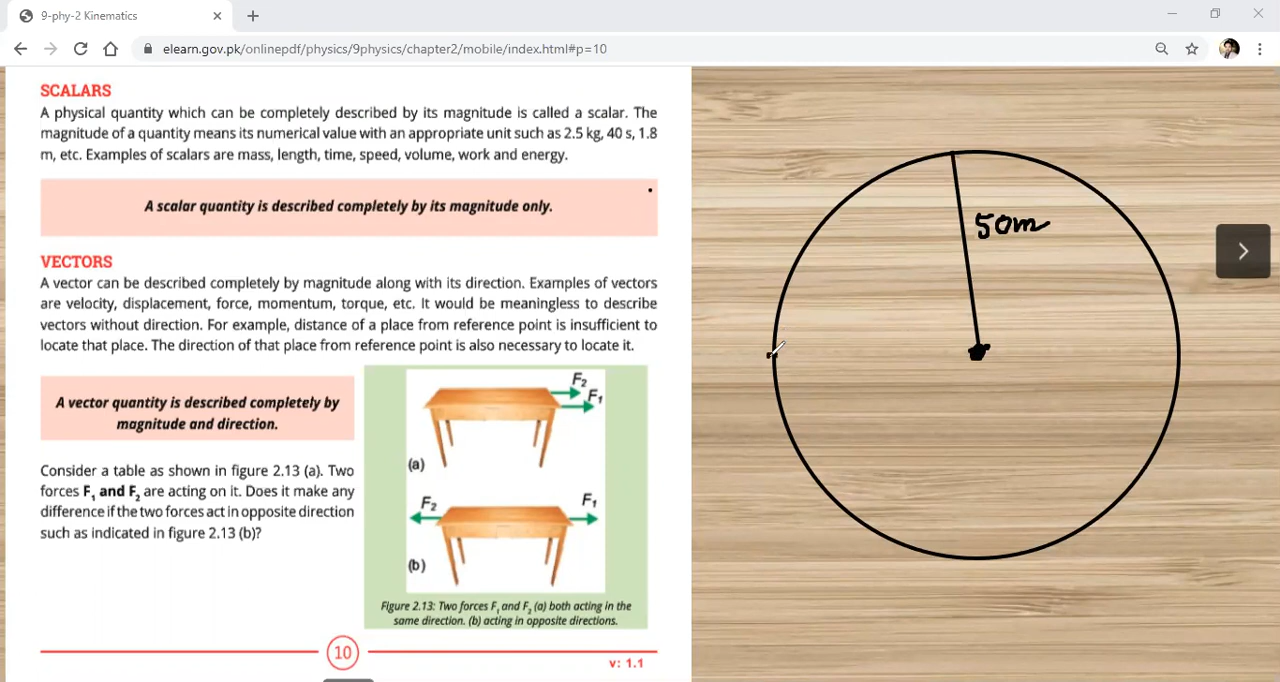 9-phy-2 Kinematics
elearn.gov.pk/onlinepdf/physics/9physics/chapter2/mobile/index.html#p=10
SCALARS
A physical quantity which can be completely described by its magnitude is called a scalar. The
magnitude of a quantity means its numerical value with an appropriate unit such as 2.5 kg, 40 s, 1.8
m, etc. Examples of scalars are mass, length, time, speed, volume, work and energy.
A scalar quantity is described completely by its magnitude only.
VECTORS
A vector can be described completely by magnitude along with its direction. Examples of vectors
are velocity, displacement, force, momentum, torque, etc. It would be meaningless to describe
vectors without direction. For example, distance of a place from reference point is insufficient to
locate that place. The direction of that place from reference point is also necessary to locate it.
A vector quantity is described completely by
magnitude and direction.
Consider a table as shown in figure 2.13 (a). Two
forces F₁ and F₂ are acting on it. Does it make any
difference if the two forces act in opposite direction
such as indicated in figure 2.13 (b)?
F₂
F₁
(a)
F₂
F₁
(b)
Figure 2.13: Two forces F₁ and F₂ (a) both acting in the
same direction. (b) acting in opposite directions.
10
v: 1.1
50m